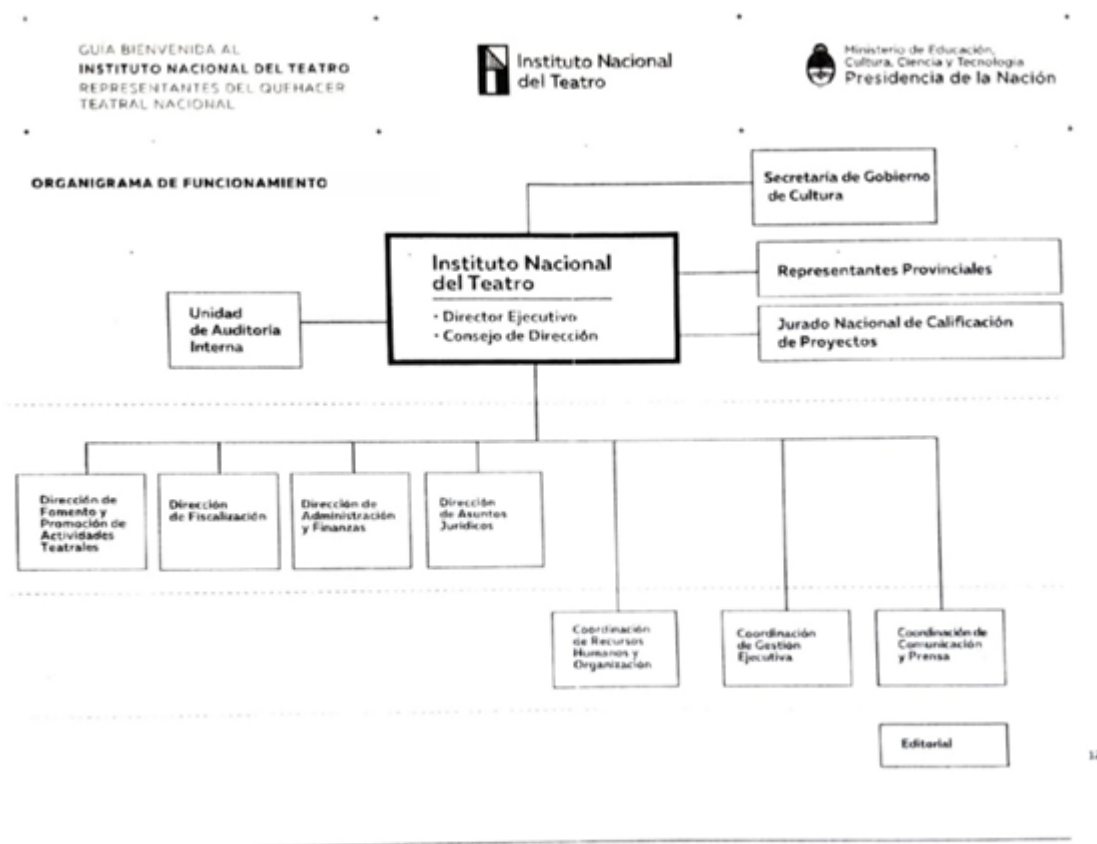 GUÍA BIENVENIDA AL
INSTITUTO NACIONAL DEL TEATRO
REPRESENTANTES DEL QUEHACER
TEATRAL NACIONAL
Instituto Nacional
del Teatro
Ministerio de Educación,
Cultura, Ciencia y Tecnología
Presidencia de la Nación
ORGANIGRAMA DE FUNCIONAMIENTO
Secretaría de Gobierno
de Cultura
Instituto Nacional
del Teatro
• Director Ejecutivo
• Consejo de Dirección
Representantes Provinciales
Jurado Nacional de Calificación
de Proyectos
Unidad
de Auditoría
Interna
Dirección de
Fomento y
Promoción de
Actividades
Teatrales
Dirección
de Fiscalización
Dirección de
Administración
y Finanzas
Dirección
de Asuntos
Jurídicos
Coordinación
de Recursos
Humanos y
Organización
Coordinación
de Gestión
Ejecutiva
Coordinación de
Comunicación
y Prensa
Editorial